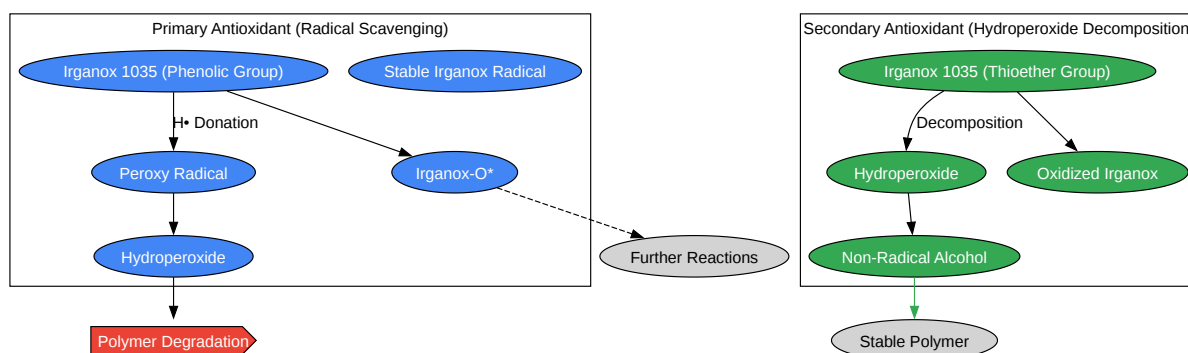 Primary Antioxidant (Radical Scavenging)
Irganox 1035 (Phenolic Group)
Stable Irganox Radical
H• Donation
Peroxy Radical
Irganox-O*
Hydroperoxide
Further Reactions
Polymer Degradation
Secondary Antioxidant (Hydroperoxide Decomposition
Irganox 1035 (Thioether Group)
Decomposition
Hydroperoxide
Oxidized Irganox
Non-Radical Alcohol
Stable Polymer